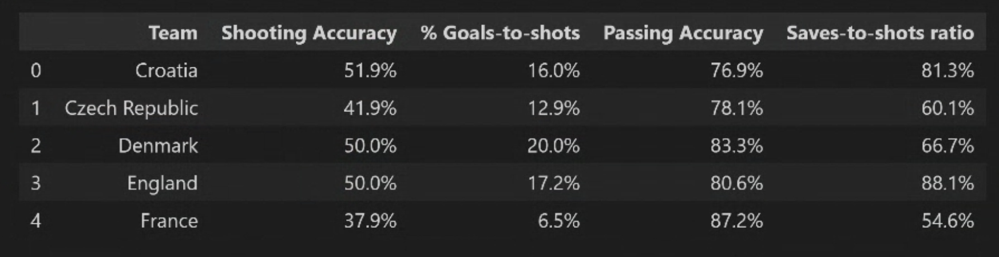 Team Shooting Accuracy % Goals-to-shots Passing Accuracy Saves-to-shots ratio
0 Croatia 51.9% 16.0% 76.9% 81.3%
1 Czech Republic 41.9% 12.9% 78.1% 60.1%
2 Denmark 50.0% 20.0% 83.3% 66.7%
3 England 50.0% 17.2% 80.6% 88.1%
4 France 37.9% 6.5% 87.2% 54.6%